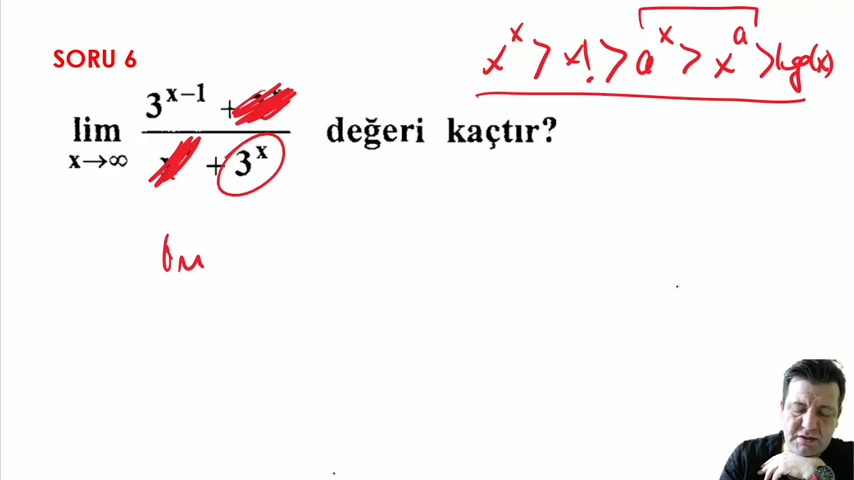 SORU 6
x^x > x! > a^x > x^a > log(x)
lim x→∞ 3^{x−1} + / + 3^x değeri kaçtır?